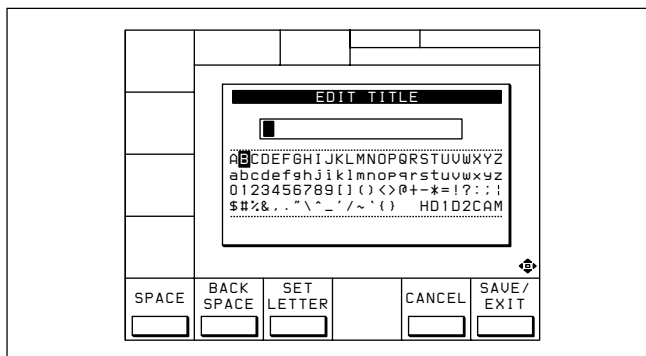 EDIT TITLE
ABCDEFGHIJKLMNOPQRSTUVWXYZ
abcdefghijklmnopqrstuvwxyz
0123456789[]()<>@+-*=!?:;¦
$#%&,."\^_'/~`{} HD1D2CAM
SPACE
BACK SPACE
SET LETTER
CANCEL
SAVE/ EXIT